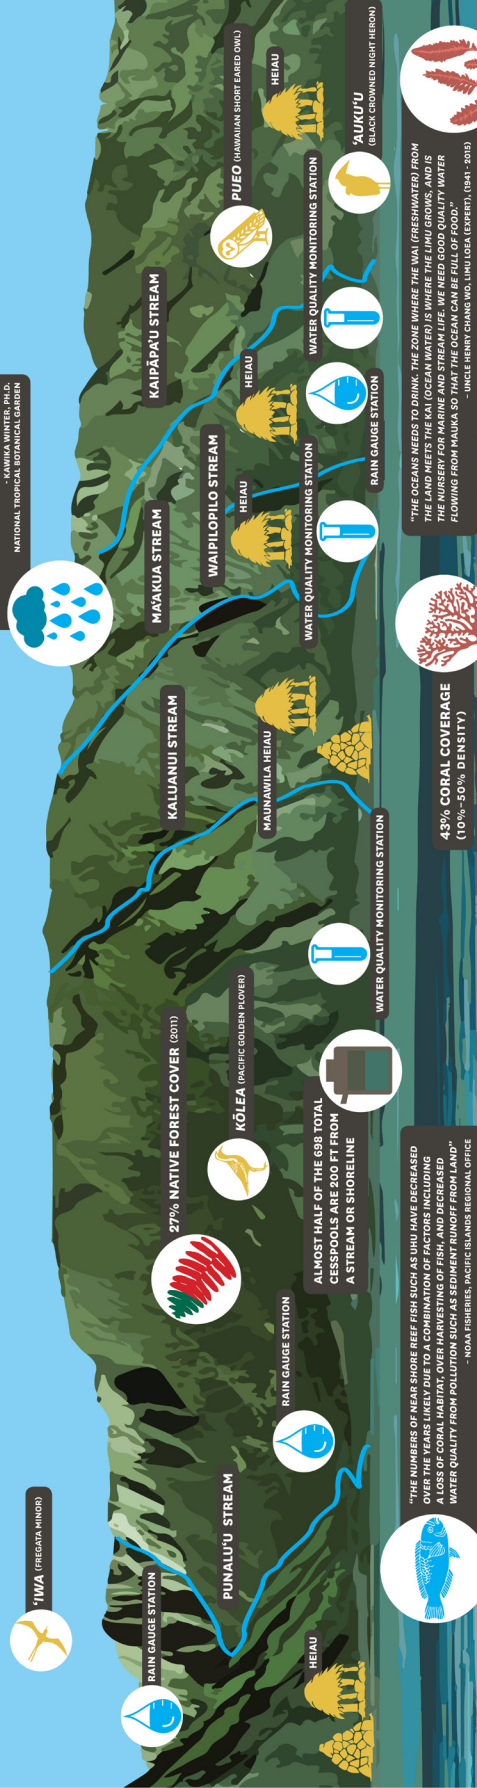 ‘IWA (FREGATA MINOR)
- KAWIKA WINTER, PH.D.
NATIONAL TROPICAL BOTANICAL GARDEN
RAIN GAUGE STATION
PUNALU‘U STREAM
HEIAU
RAIN GAUGE STATION
27% NATIVE FOREST COVER (2011)
KŌLEA (PACIFIC GOLDEN PLOVER)
ALMOST HALF OF THE 698 TOTAL
CESSPOOLS ARE 200 FT FROM
A STREAM OR SHORELINE
WATER QUALITY MONITORING STATION
KALUANUI STREAM
MAUNAWILA HEIAU
MA‘AKUA STREAM
WATER QUALITY MONITORING STATION
WAIPILOPILO STREAM
HEIAU
RAIN GAUGE STATION
KAIPĀPA‘U STREAM
HEIAU
WATER QUALITY MONITORING STATION
PUEO (HAWAIIAN SHORT EARED OWL)
HEIAU
‘AUKU‘U
(BLACK CROWNED NIGHT HERON)
“THE NUMBERS OF NEAR SHORE REEF FISH SUCH AS UHU HAVE DECREASED
OVER THE YEARS LIKELY DUE TO A COMBINATION OF FACTORS INCLUDING
A LOSS OF CORAL HABITAT, OVER HARVESTING OF FISH, AND DECREASED
WATER QUALITY FROM POLLUTION SUCH AS SEDIMENT RUNOFF FROM LAND”
- NOAA FISHERIES, PACIFIC ISLANDS REGIONAL OFFICE
43% CORAL COVERAGE
(10%-50% DENSITY)
“THE OCEANS NEEDS TO DRINK. THE ZONE WHERE THE WAI (FRESHWATER) FROM
THE LAND MEETS THE KAI (OCEAN WATER) IS WHERE THE LIMU GROWS, AND IS
THE NURSERY FOR MARINE AND STREAM LIFE. WE NEED GOOD QUALITY WATER
FLOWING FROM MAUKA SO THAT THE OCEAN CAN BE FULL OF FOOD.”
- UNCLE HENRY CHANG WO, LIMU LOEA (EXPERT), (1941 - 2015)